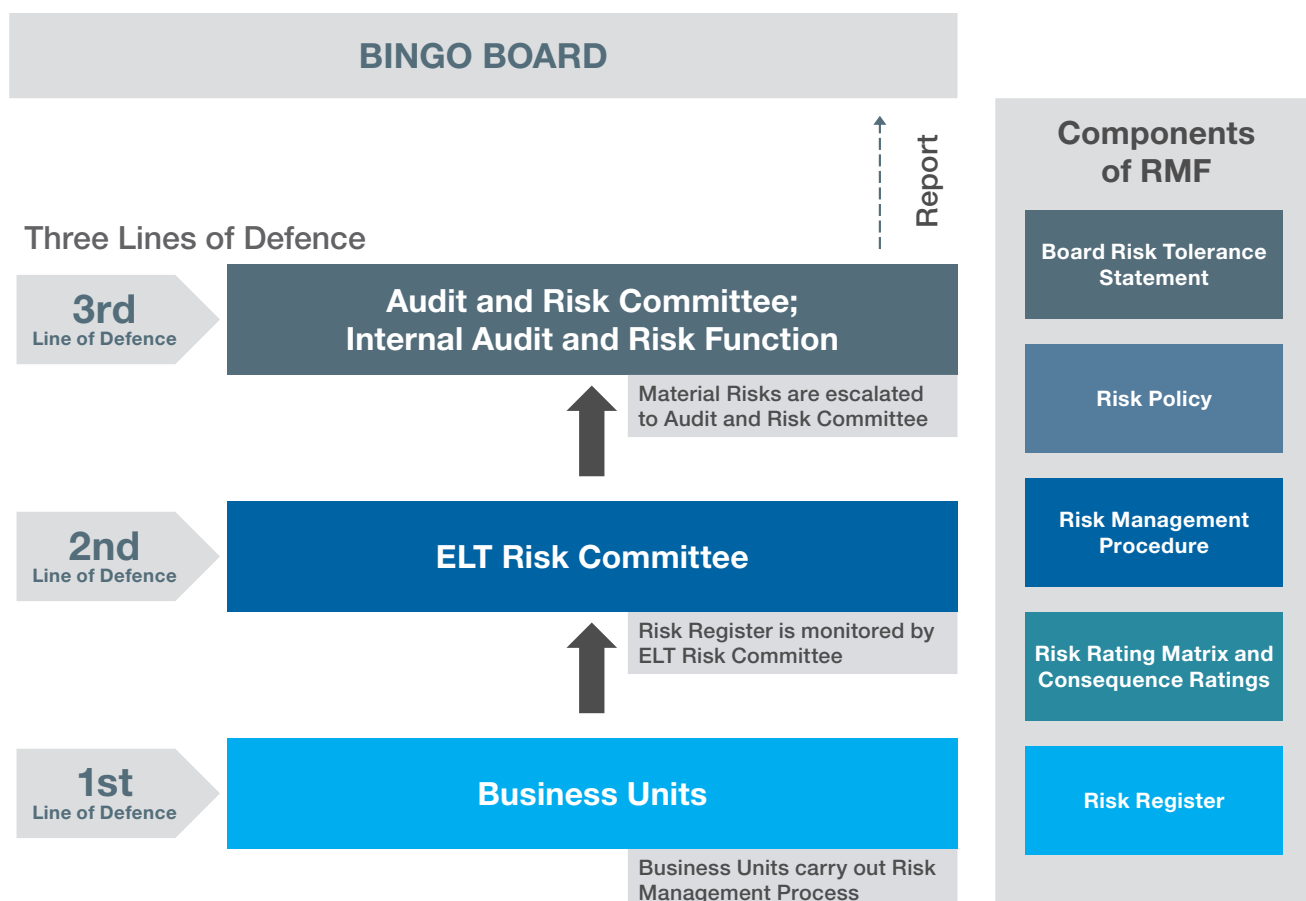 BINGO BOARD
Report
Three Lines of Defence
3rd
Line of Defence
Audit and Risk Committee;
Internal Audit and Risk Function
Material Risks are escalated
to Audit and Risk Committee
2nd
Line of Defence
ELT Risk Committee
Risk Register is monitored by
ELT Risk Committee
1st
Line of Defence
Business Units
Business Units carry out Risk
Management Process
Components
of RMF
Board Risk Tolerance
Statement
Risk Policy
Risk Management
Procedure
Risk Rating Matrix and
Consequence Ratings
Risk Register